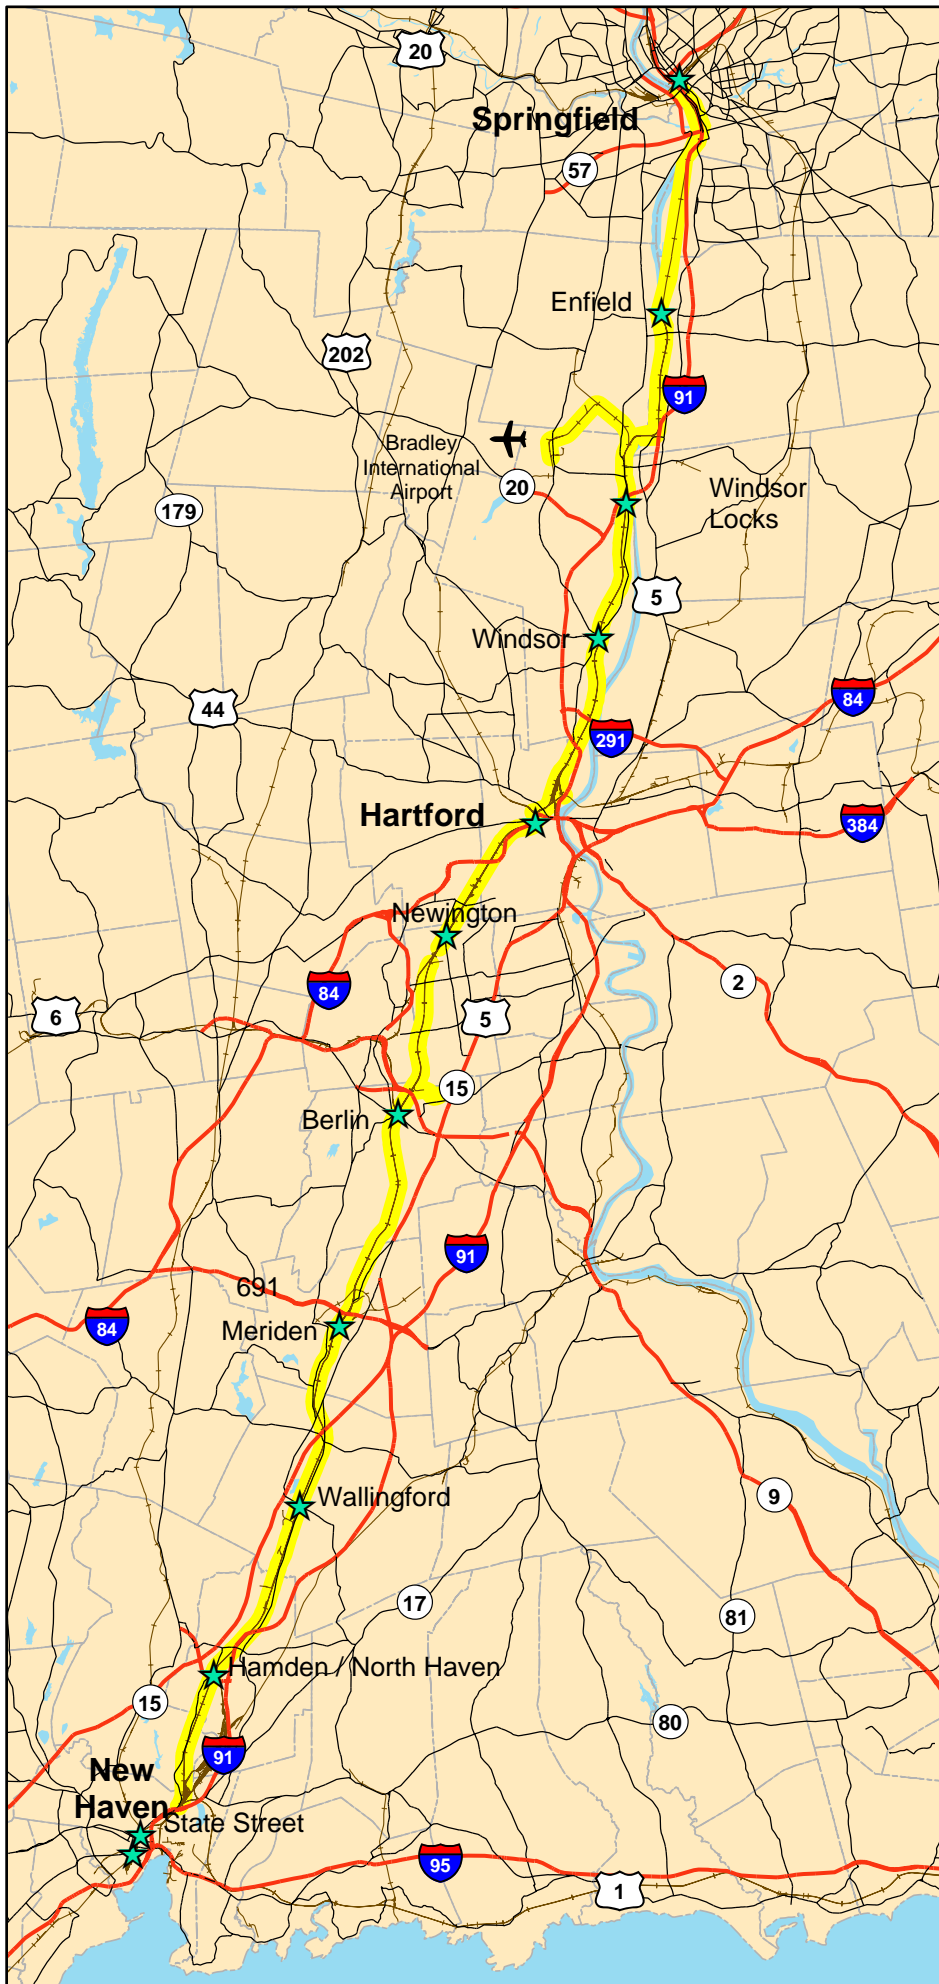 20
Springfield
57
Enfield
202
91
Bradley
International
Airport
20
Windsor
Locks
179
5
Windsor
84
44
291
Hartford
384
Newington
2
84
6
5
15
Berlin
91
691
84
Meriden
Wallingford
9
17
81
Hamden / North Haven
15
80
91
New
Haven
State Street
95
1